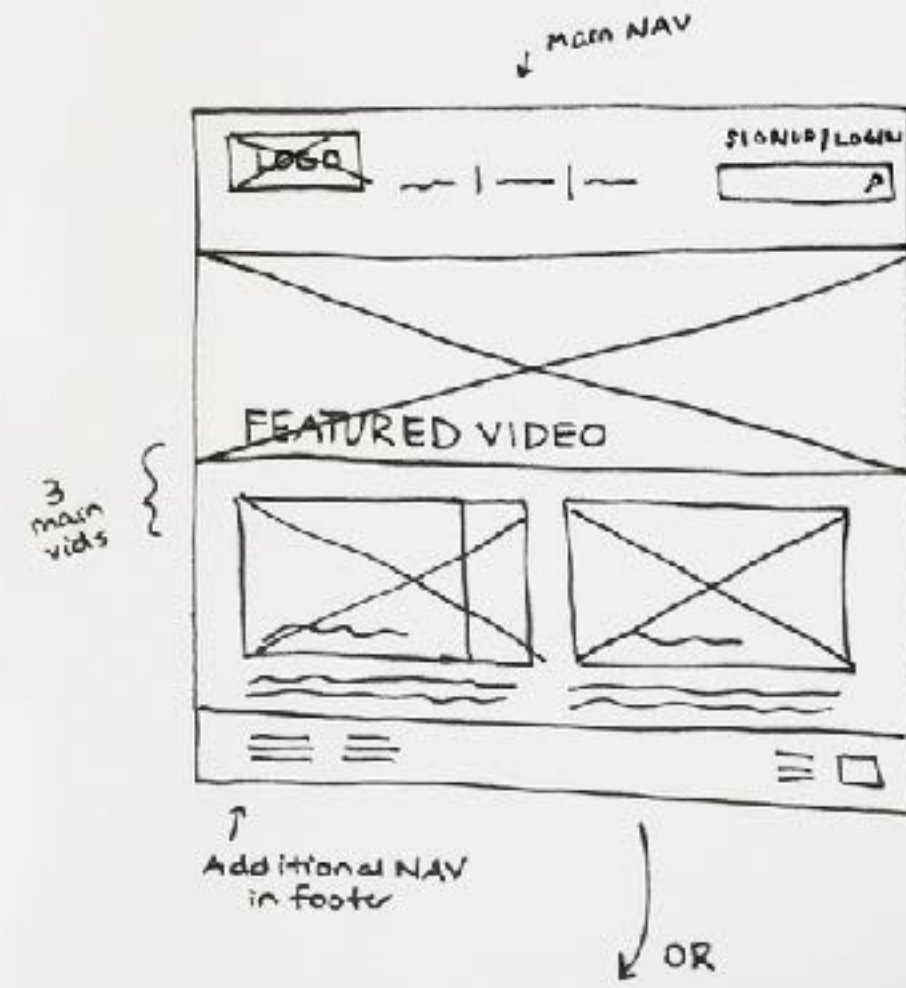 Main NAV
LOGO
SIGNUP/LOGIN
FEATURED VIDEO
3
main
vids
Additional NAV
in footer
OR